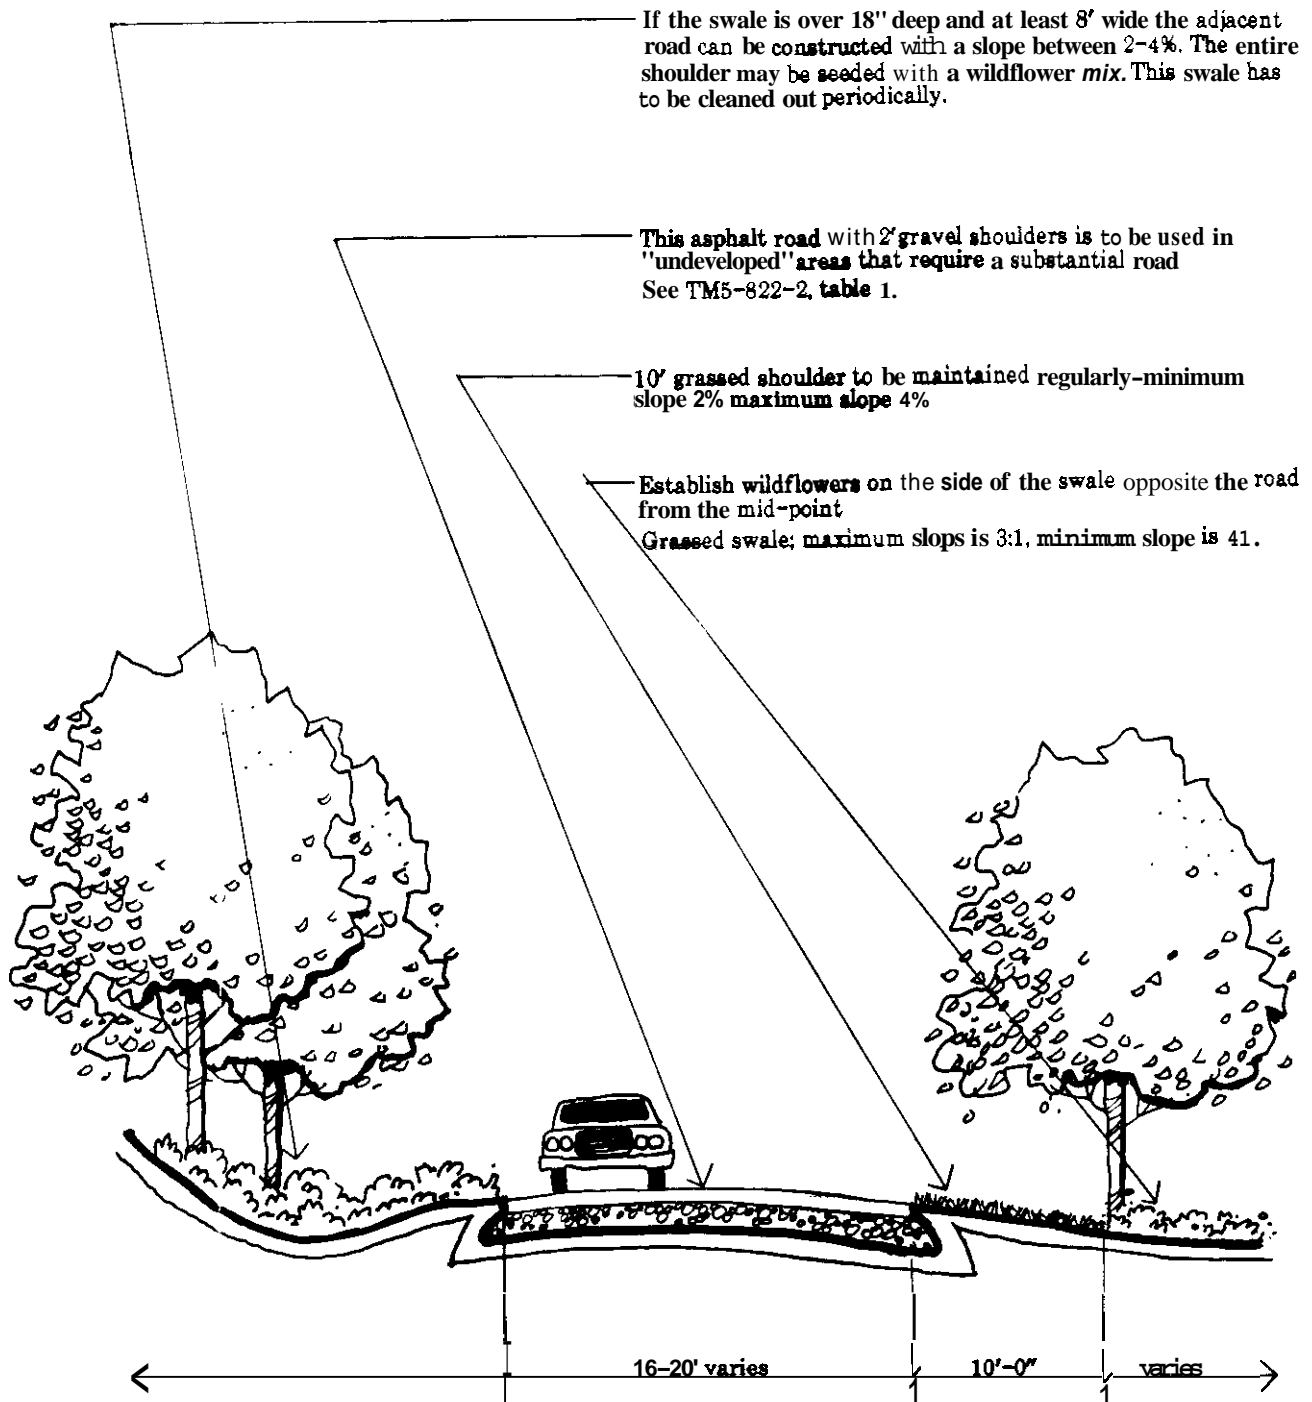 If the swale is over 18" deep and at least 8' wide the adjacent
road can be constructed with a slope between 2-4%. The entire
shoulder may be seeded with a wildflower mix. This swale has
to be cleaned out periodically.
This asphalt road with 2' gravel shoulders is to be used in
"undeveloped" areas that require a substantial road
See TM5-822-2, table 1.
10' grassed shoulder to be maintained regularly-minimum
slope 2% maximum slope 4%
Establish wildflowers on the side of the swale opposite the road
from the mid-point
Grassed swale; maximum slops is 3:1, minimum slope is 41.
16-20' varies
10'-0"
varies